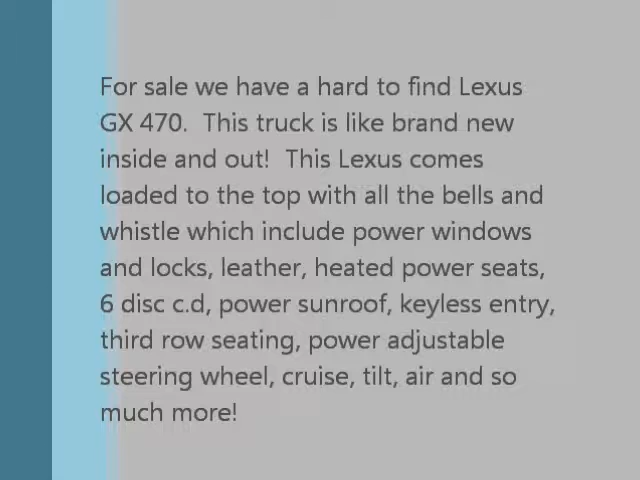 For sale we have a hard to find Lexus
GX 470.  This truck is like brand new
inside and out!  This Lexus comes
loaded to the top with all the bells and
whistle which include power windows
and locks, leather, heated power seats,
6 disc c.d, power sunroof, keyless entry,
third row seating, power adjustable
steering wheel, cruise, tilt, air and so
much more!